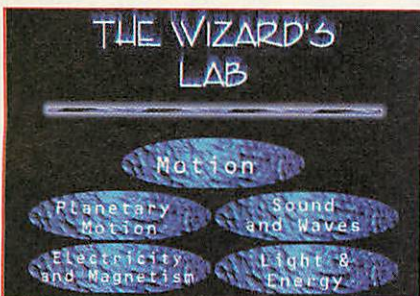 THE WIZARD'S
LAB
Motion
Planetary
Motion
Sound
and Waves
Electricity
and Magnetism
Light &
Energy